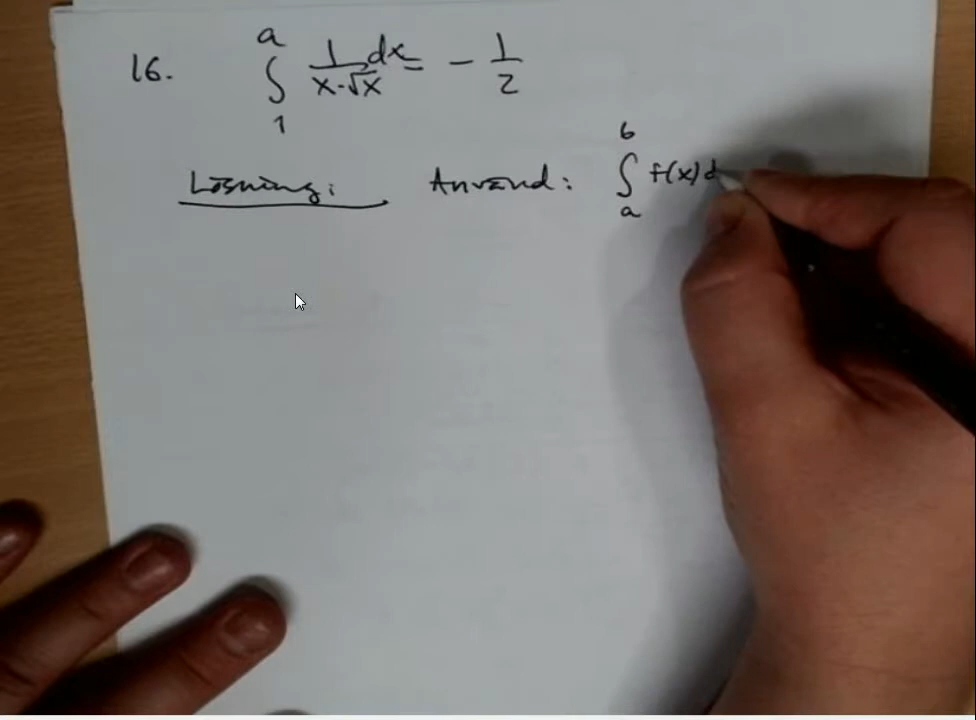 16. ∫₁ᵃ 1/(x·√x) dx = - 1/2
Lösning: Använd: ∫ₐᵇ f(x)d